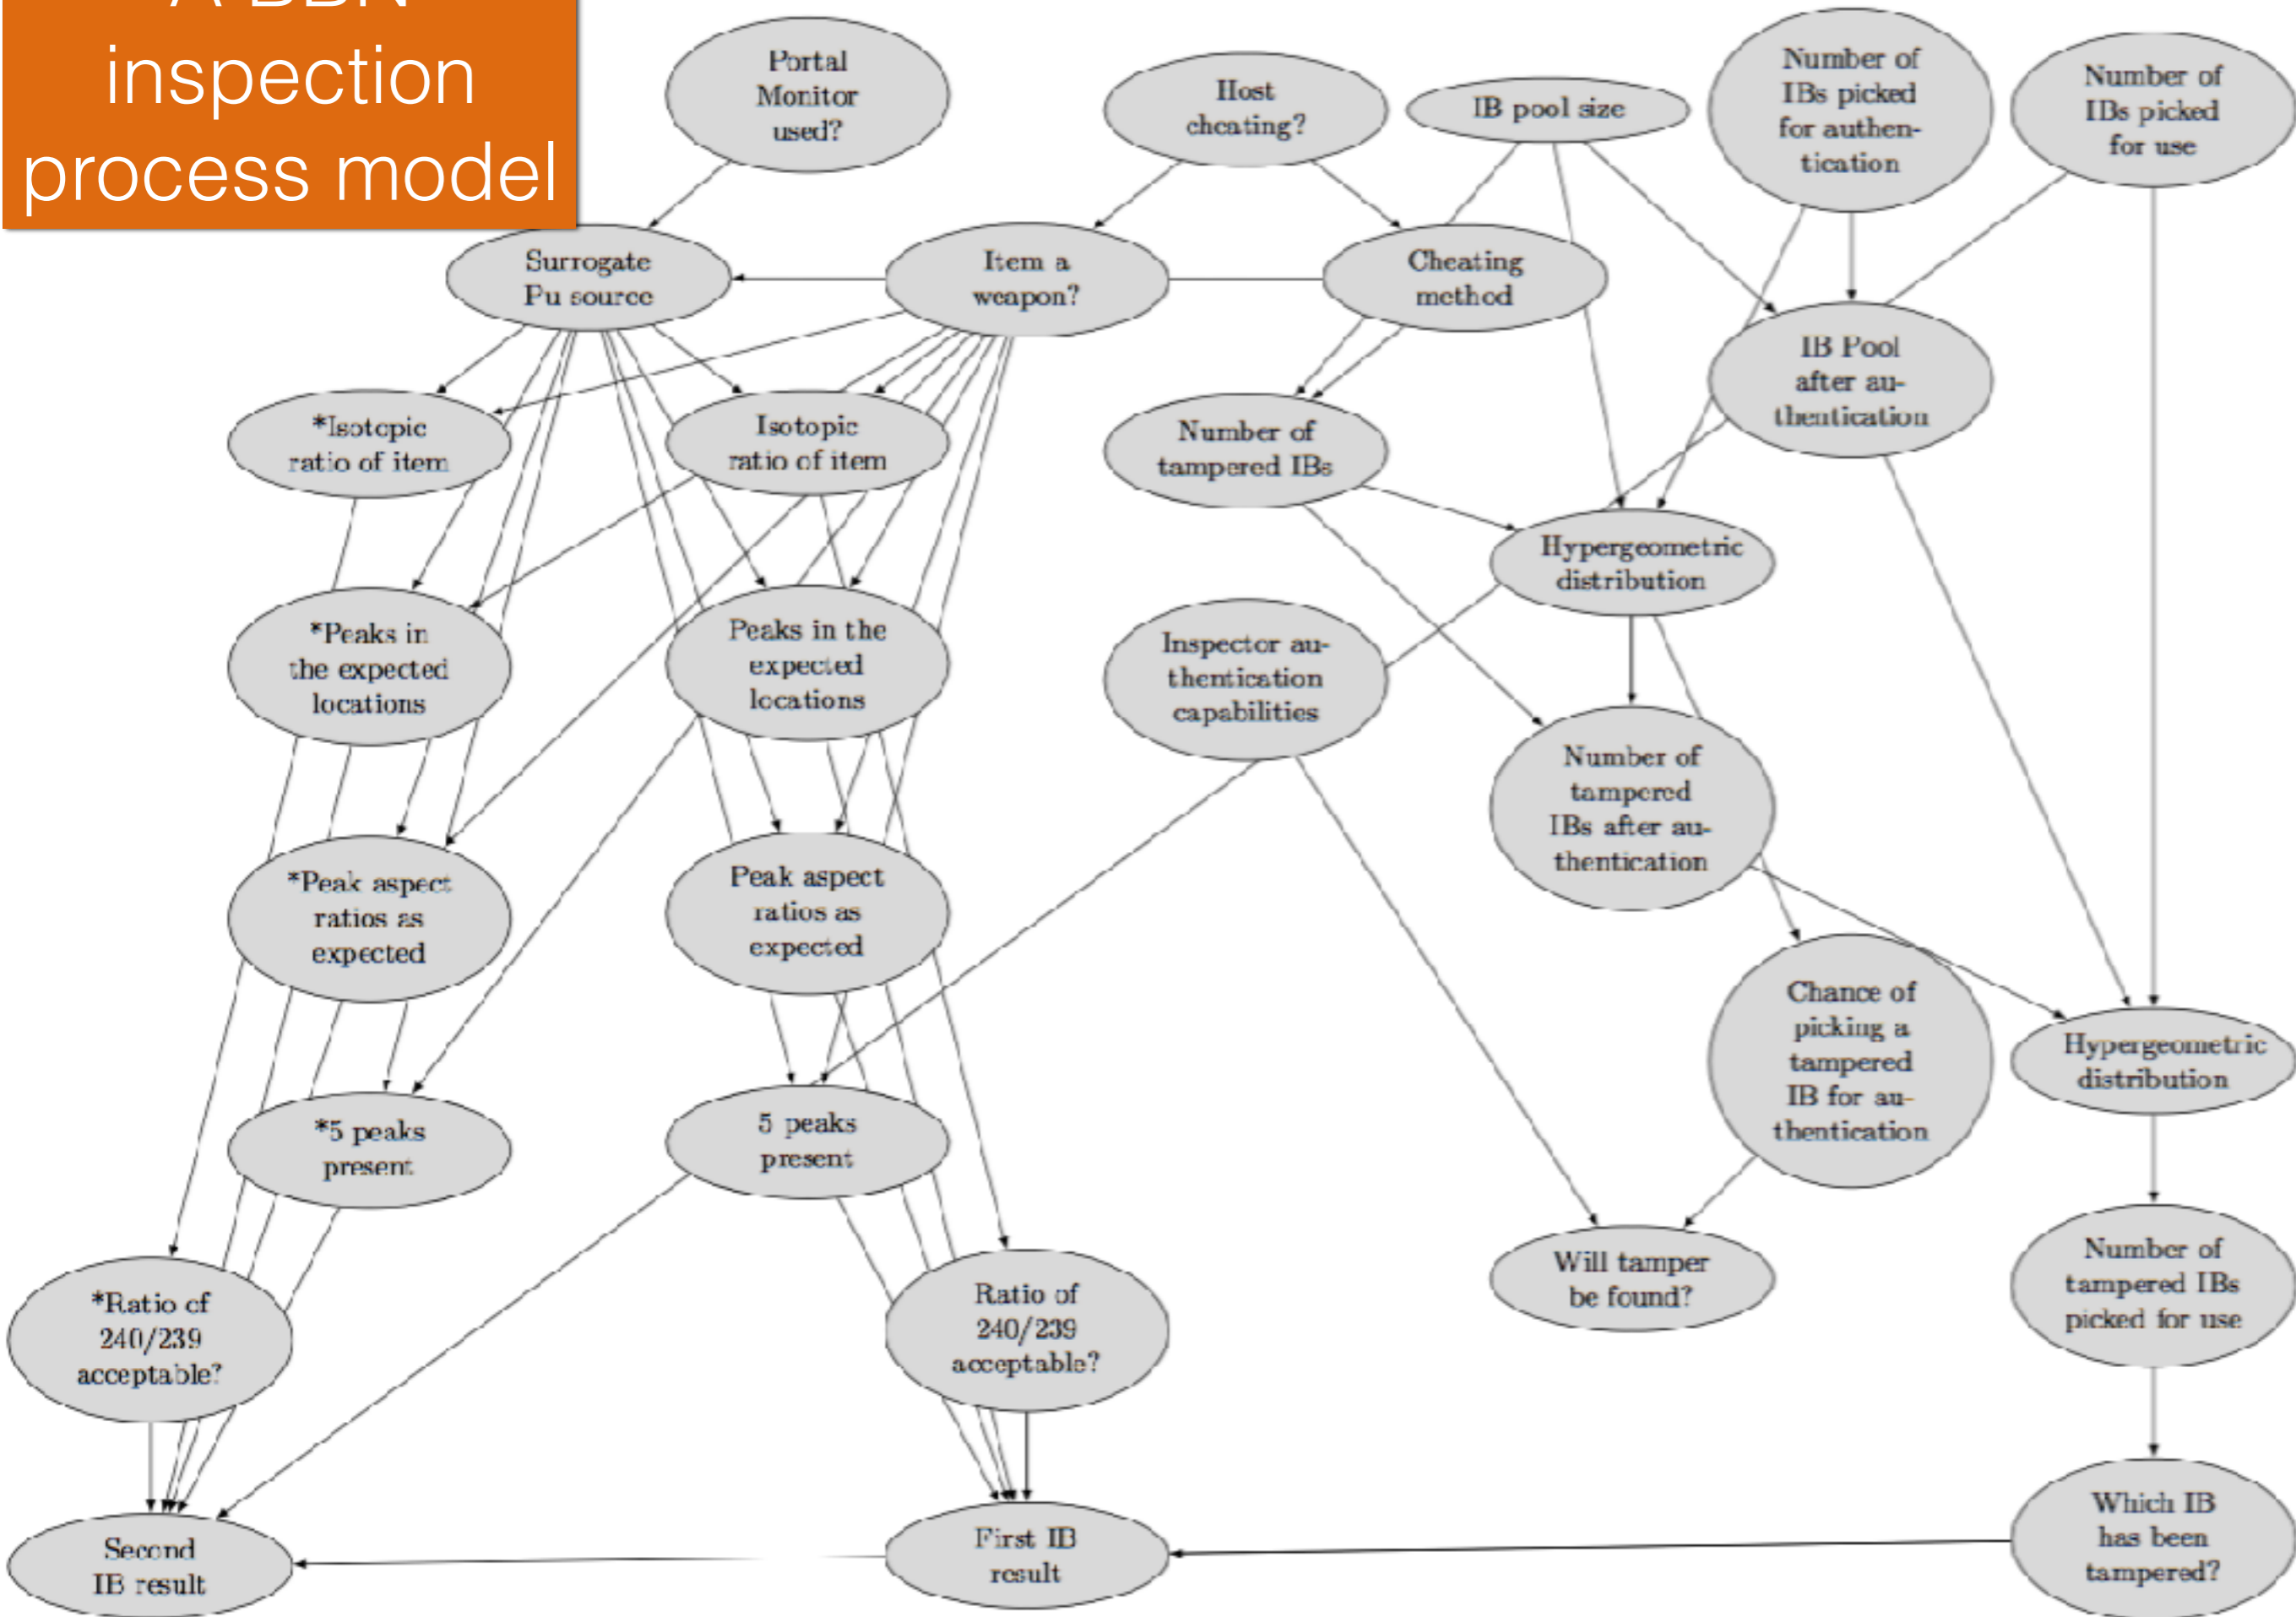 A BBN
inspection
process model
Portal
Monitor
used?
Host
cheating?
IB pool size
Number of
IBs picked
for authen-
tication
Number of
IBs picked
for use
Surrogate
Pu source
Item a
weapon?
Cheating
method
IB Pool
after au-
thentication
*Isotopic
ratio of item
Isotopic
ratio of item
Number of
tampered IBs
Hypergeometric
distribution
*Peaks in
the expected
locations
Peaks in the
expected
locations
Inspector au-
thentication
capabilities
Number of
tampered
IBs after au-
thentication
*Peak aspect
ratios as
expected
Peak aspect
ratios as
expected
Chance of
picking a
tampered
IB for au-
thentication
Hypergeometric
distribution
*5 peaks
present
5 peaks
present
Will tamper
be found?
Number of
tampered IBs
picked for use
*Ratio of
240/239
acceptable?
Ratio of
240/239
acceptable?
Second
IB result
First IB
result
Which IB
has been
tampered?